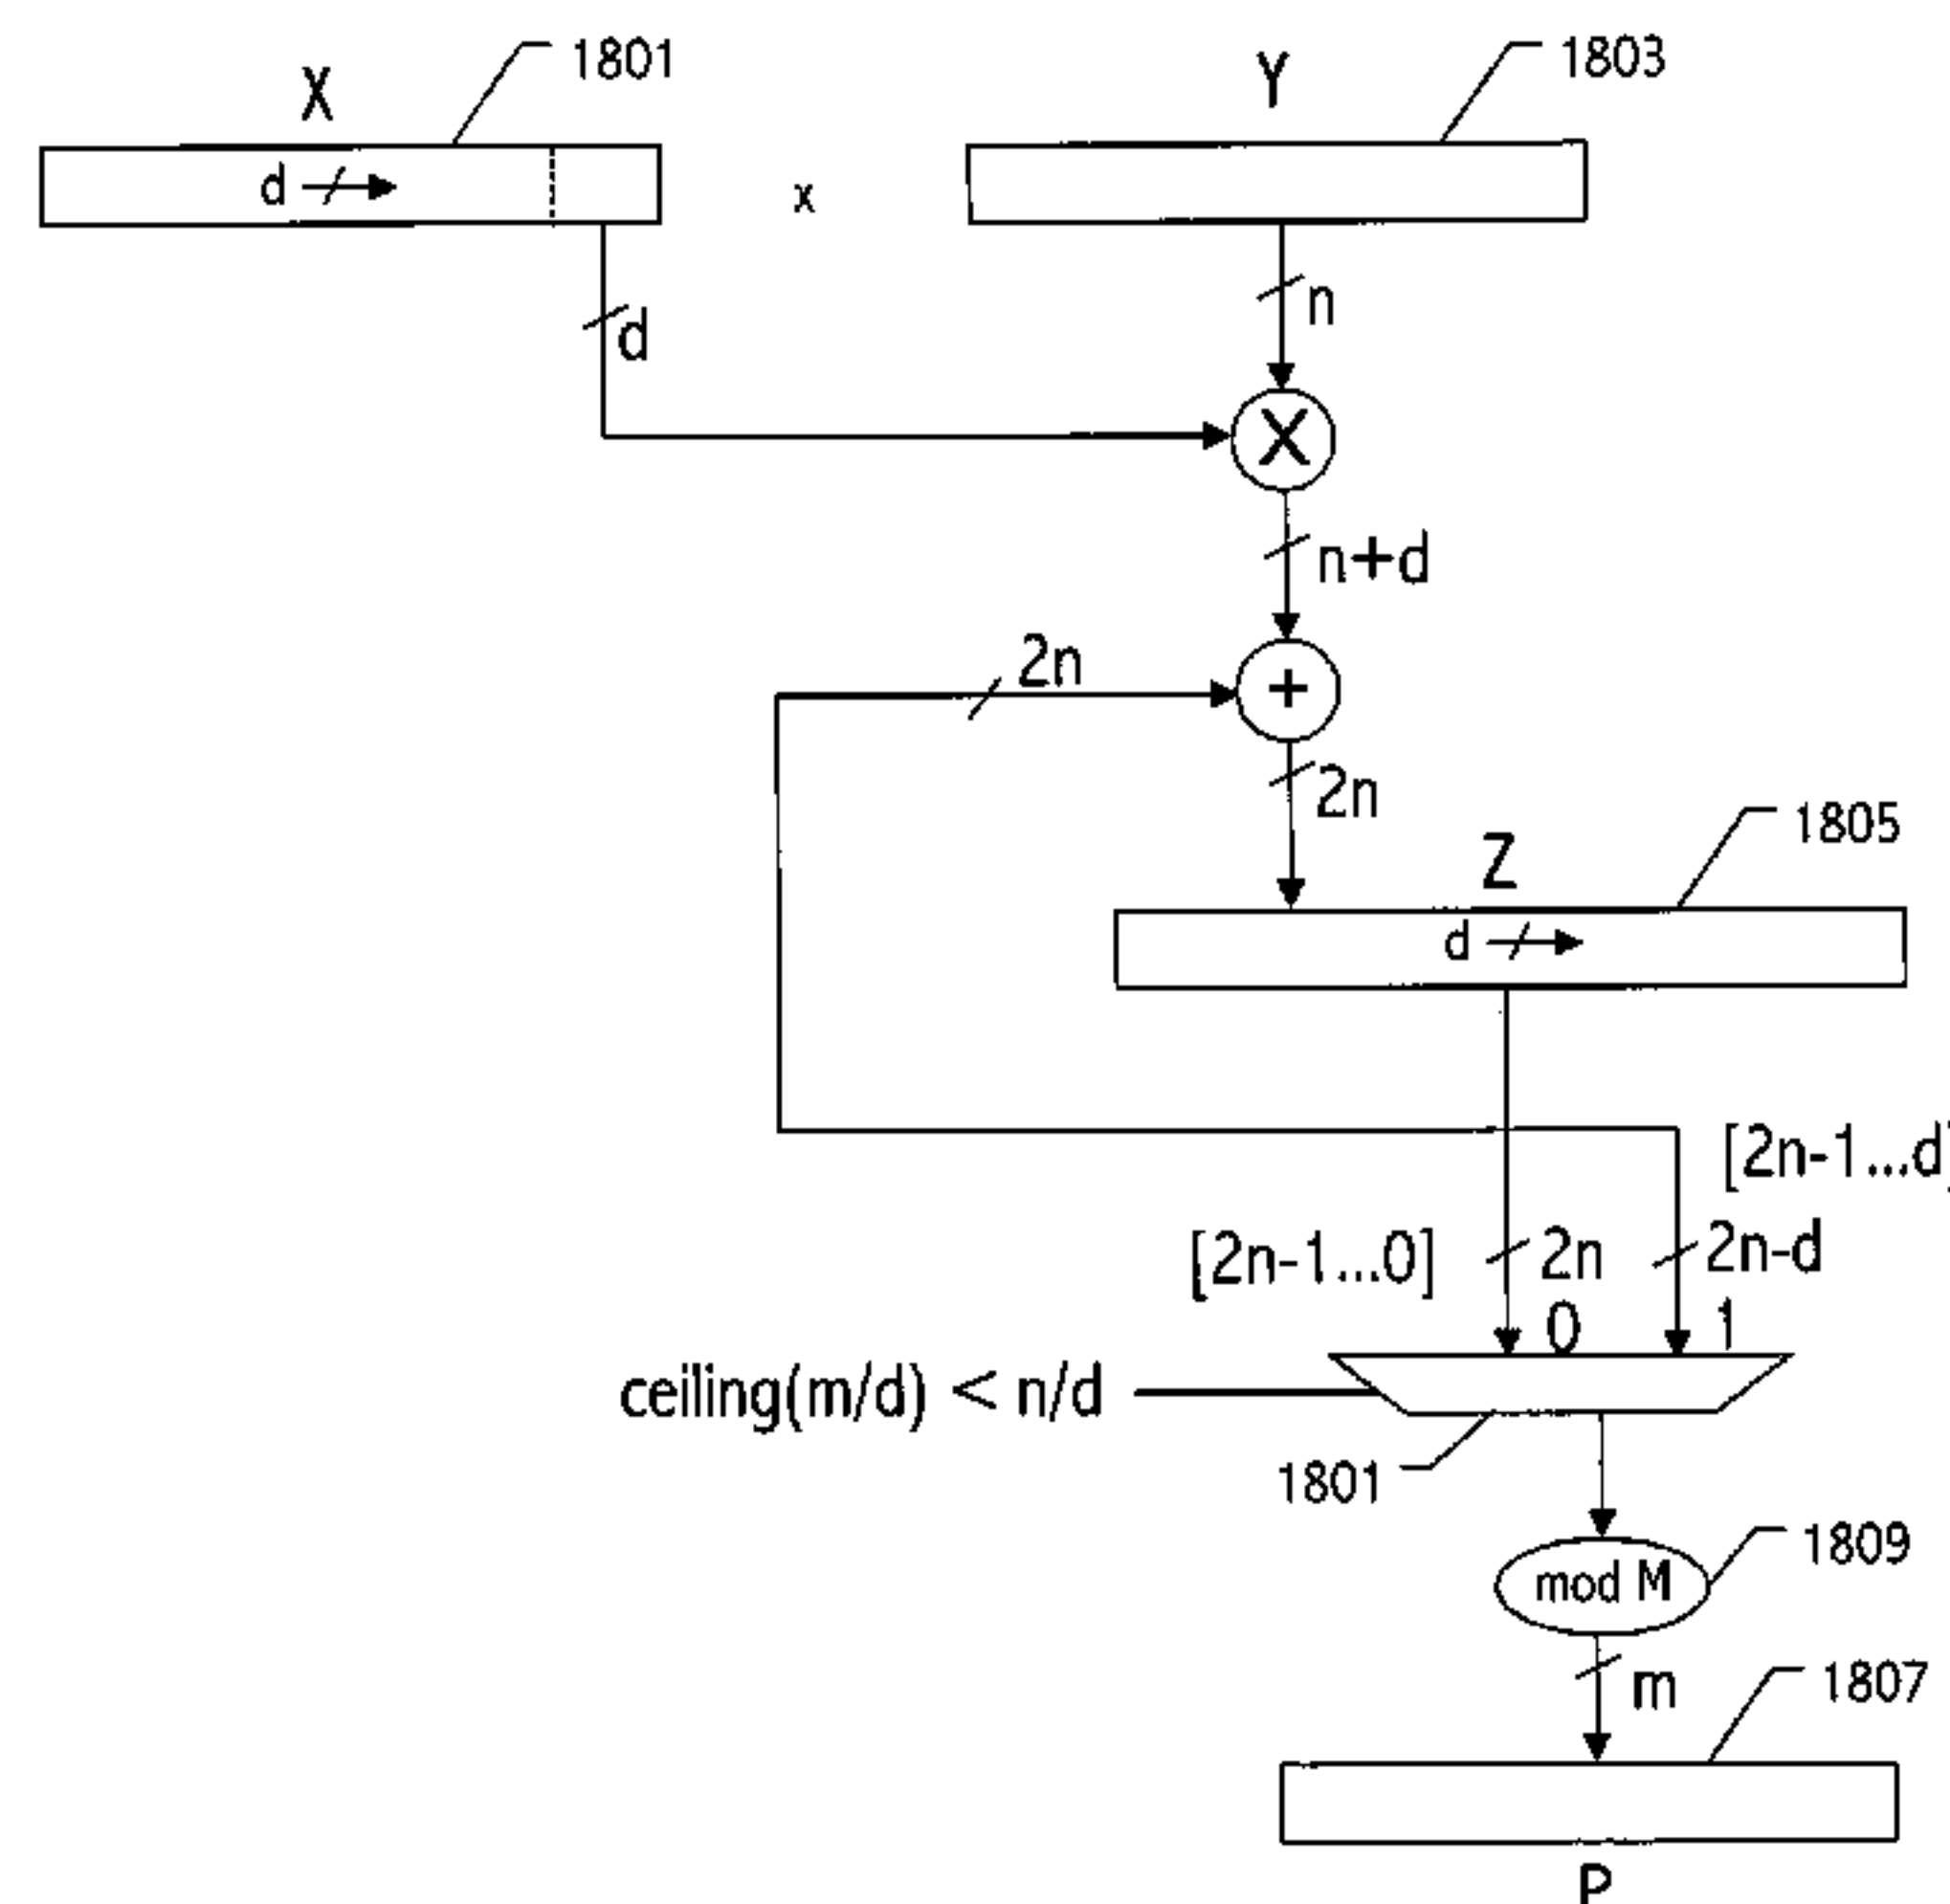 X
1801
Y
1803
d
x
n
d
X
n+d
2n
+
2n
Z
1805
d
[2n-1...d]
[2n-1...0]
2n
2n-d
0
1
ceiling(m/d) < n/d
1801
mod M
1809
m
1807
P